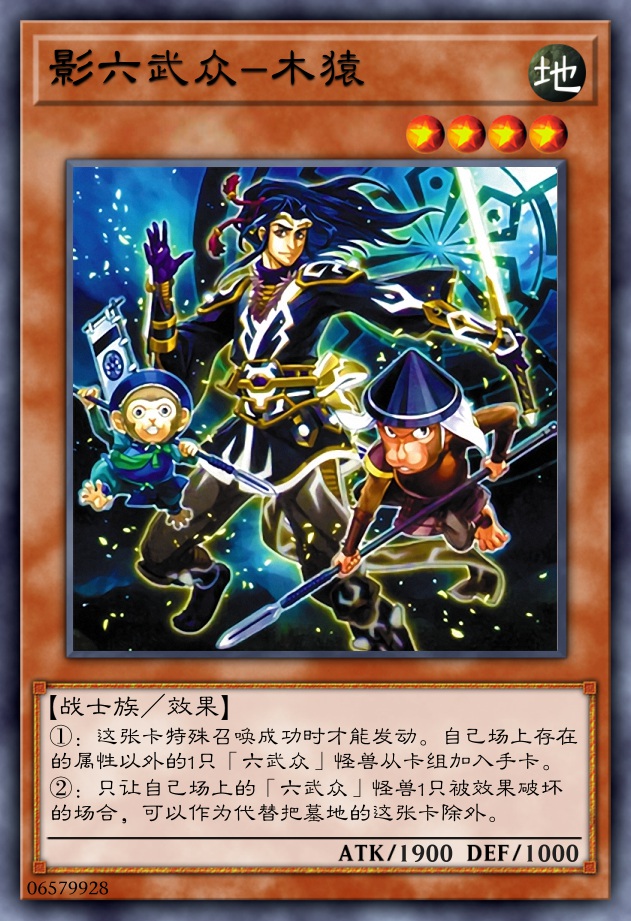 影六武众-木猿
地
【战士族／效果】
①：这张卡特殊召唤成功时才能发动。自己场上存在
的属性以外的1只「六武众」怪兽从卡组加入手卡。
②：只让自己场上的「六武众」怪兽1只被效果破坏
的场合，可以作为代替把墓地的这张卡除外。
ATK/1900 DEF/1000
06579928